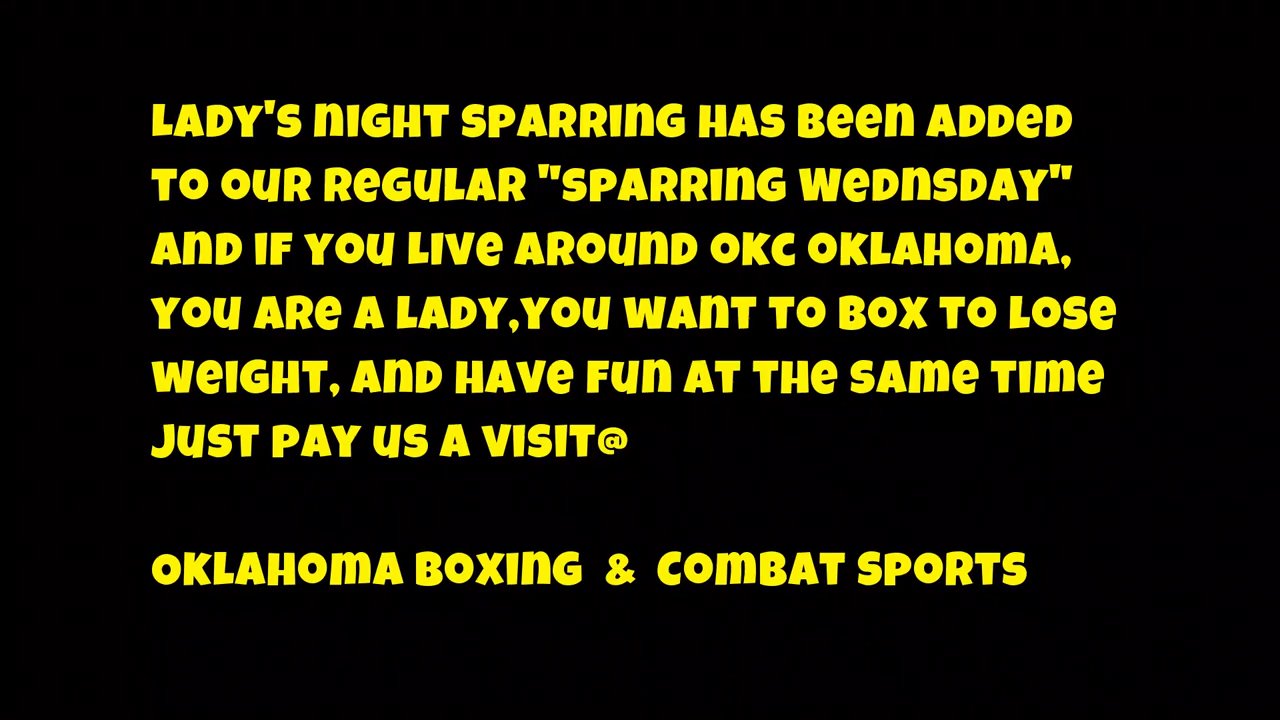 LADY'S NIGHT SPARRING HAS BEEN ADDED
TO OUR REGULAR "SPARRING WEDNSDAY"
AND IF YOU LIVE AROUND OKC OKLAHOMA,
YOU ARE A LADY,YOU WANT TO BOX TO LOSE
WEIGHT, AND HAVE FUN AT THE SAME TIME
JUST PAY US A VISIT@
OKLAHOMA BOXING & COMBAT SPORTS